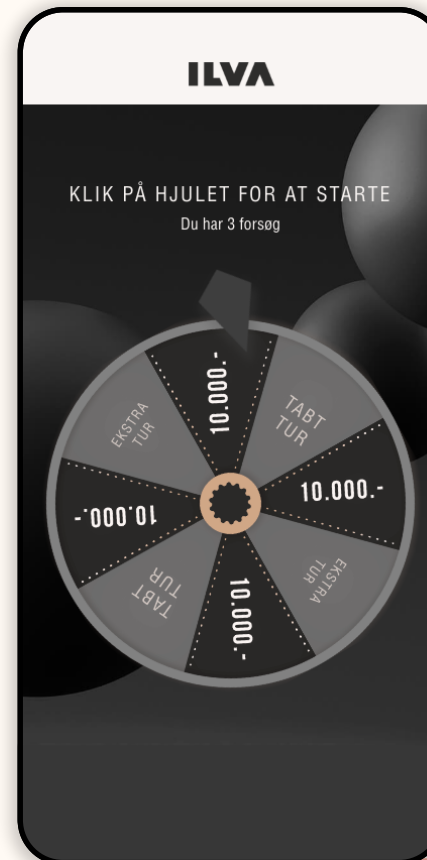 ILVA
KLIK PÅ HJULET FOR AT STARTE
Du har 3 forsøg
10.000.-
TABT
TUR
10.000.-
EKSTRA
TUR
10.000.-
TABT
TUR
10.000.-
EKSTRA
TUR